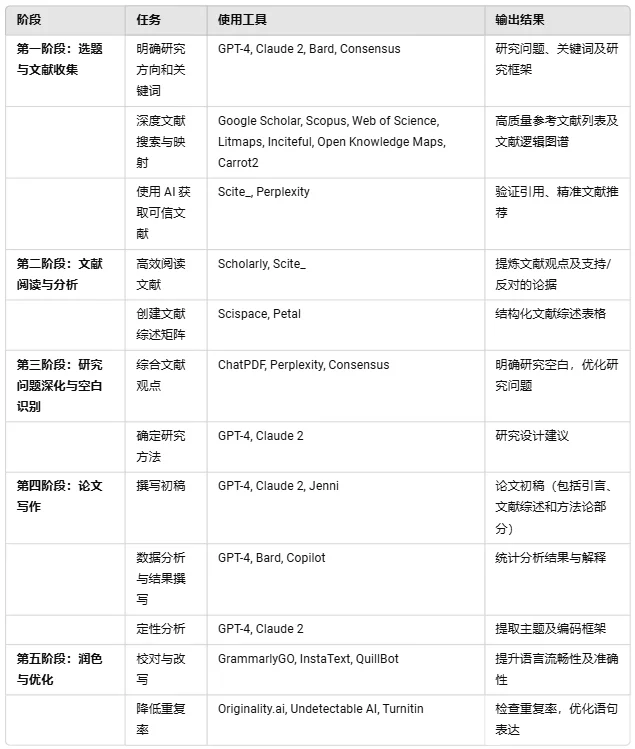 阶段 任务 使用工具 输出结果
第一阶段：选题 明确研究 GPT-4, Claude 2, Bard, Consensus 研究问题、关键词及研
与文献收集 方向和关 究框架
键词
深度文献 Google Scholar, Scopus, Web of Science, 高质量参考文献列表及
搜索与映 Litmaps, Inciteful, Open Knowledge Maps, 文献逻辑图谱
射 Carrot2
使用 AI 获 Scite_, Perplexity 验证引用、精准文献推
取可信文 荐
献
第二阶段：文献 高效阅读 Scholarly, Scite_ 提炼文献观点及支持/
阅读与分析 文献 反对的论据
创建文献 Scispace, Petal 结构化文献综述表格
综述矩阵
第三阶段：研究 综合文献 ChatPDF, Perplexity, Consensus 明确研究空白，优化研
问题深化与空白 观点 究问题
识别
确定研究 GPT-4, Claude 2 研究设计建议
方法
第四阶段：论文 撰写初稿 GPT-4, Claude 2, Jenni 论文初稿（包括引言、
写作 文献综述和方法论部
分）
数据分析 GPT-4, Bard, Copilot 统计分析结果与解释
与结果撰
写
定性分析 GPT-4, Claude 2 提取主题及编码框架
第五阶段：润色 校对与改 GrammarlyGO, InstaText, QuillBot 提升语言流畅性及准确
与优化 写 性
降低重复 Originality.ai, Undetectable AI, Turnitin 检查重复率，优化语句
率 表达